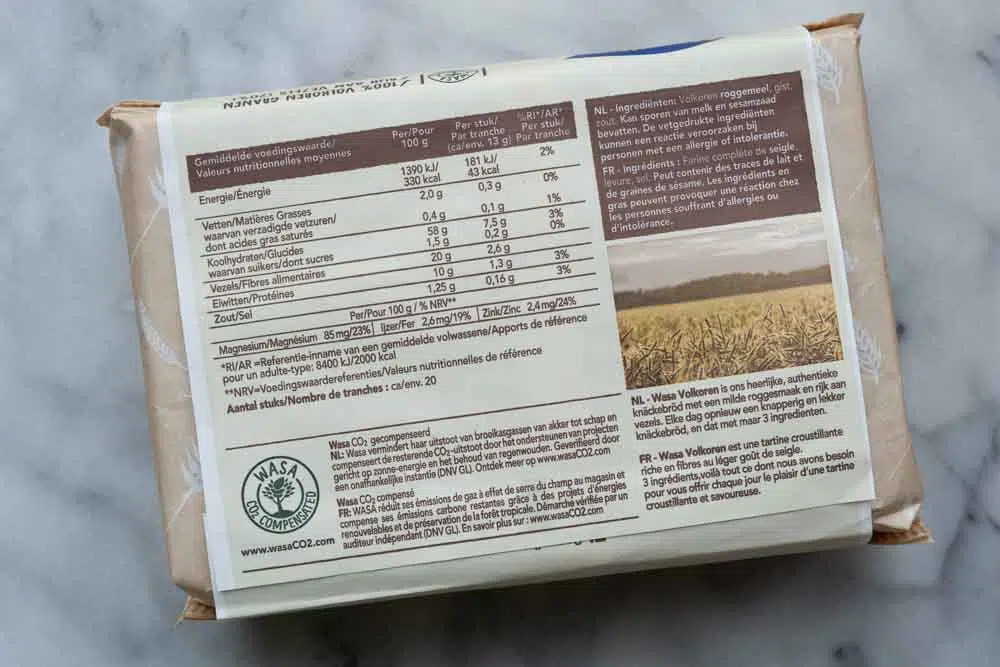 100% VOLKOREN GRANEN
WASA
Gemiddelde voedingswaarde/
Valeurs nutritionnelles moyennes
Per/Pour
100 g
Per stuk/
Par tranche
(ca/env. 13 g)
%RI*/AR*
Per stuk/
Par tranche
Energie/Énergie 1390 kJ/ 181 kJ/ 2%
330 kcal 43 kcal
Vetten/Matières Grasses 2,0 g 0,3 g 0%
waarvan verzadigde vetzuren/
dont acides gras saturés 0,4 g 0,1 g 1%
Koolhydraten/Glucides 58 g 7,5 g 3%
waarvan suikers/dont sucres 1,5 g 0,2 g 0%
Vezels/Fibres alimentaires 20 g 2,6 g
Eiwitten/Protéines 10 g 1,3 g 3%
Zout/Sel 1,25 g 0,16 g 3%
Per/Pour 100 g / % NRV**
Magnesium/Magnésium 85 mg/23% IJzer/Fer 2,6 mg/19% Zink/Zinc 2,4 mg/24%
*RI/AR =Referentie-inname van een gemiddelde volwassene/Apports de référence
pour un adulte-type: 8400 kJ/2000 kcal
**NRV=Voedingswaardereferenties/Valeurs nutritionnelles de référence
Aantal stuks/Nombre de tranches : ca/env. 20
NL - Ingrediënten: Volkoren roggemeel, gist,
zout. Kan sporen van melk en sesamzaad
bevatten. De vetgedrukte ingrediënten
kunnen een reactie veroorzaken bij
personen met een allergie of intolerantie.
FR - Ingrédients : Farine complète de seigle,
levure, sel. Peut contenir des traces de lait et
de graines de sésame. Les ingrédients en
gras peuvent provoquer une réaction chez
les personnes souffrant d'allergies ou
d'intolérance.
NL - Wasa Volkoren is ons heerlijke, authentieke
knäckebröd met een milde roggesmaak en rijk aan
vezels. Elke dag opnieuw een knapperig en lekker
knäckebröd, en dat met maar 3 ingredienten.
FR - Wasa Volkoren est une tartine croustillante
riche en fibres au léger goût de seigle.
3 ingrédients,voilà tout ce dont nous avons besoin
pour vous offrir chaque jour le plaisir d'une tartine
croustillante et savoureuse.
WASA
CO2 COMPENSATED
www.wasaCO2.com
Wasa CO2 gecompenseerd
NL: Wasa vermindert haar uitstoot van broeikasgassen van akker tot schap en
compenseert de resterende CO2-uitstoot door het ondersteunen van projecten
gericht op zonne-energie en het behoud van regenwouden. Geverifieerd door
een onafhankelijke instantie (DNV GL). Ontdek meer op www.wasaCO2.com
Wasa CO2 compensé
FR: WASA réduit ses émissions de gaz à effet de serre du champ au magasin et
compense ses émissions carbone restantes grâce à des projets d'énergies
renouvelables et de préservation de la forêt tropicale. Démarche vérifiée par un
auditeur indépendant (DNV GL). En savoir plus sur : www.wasaCO2.com